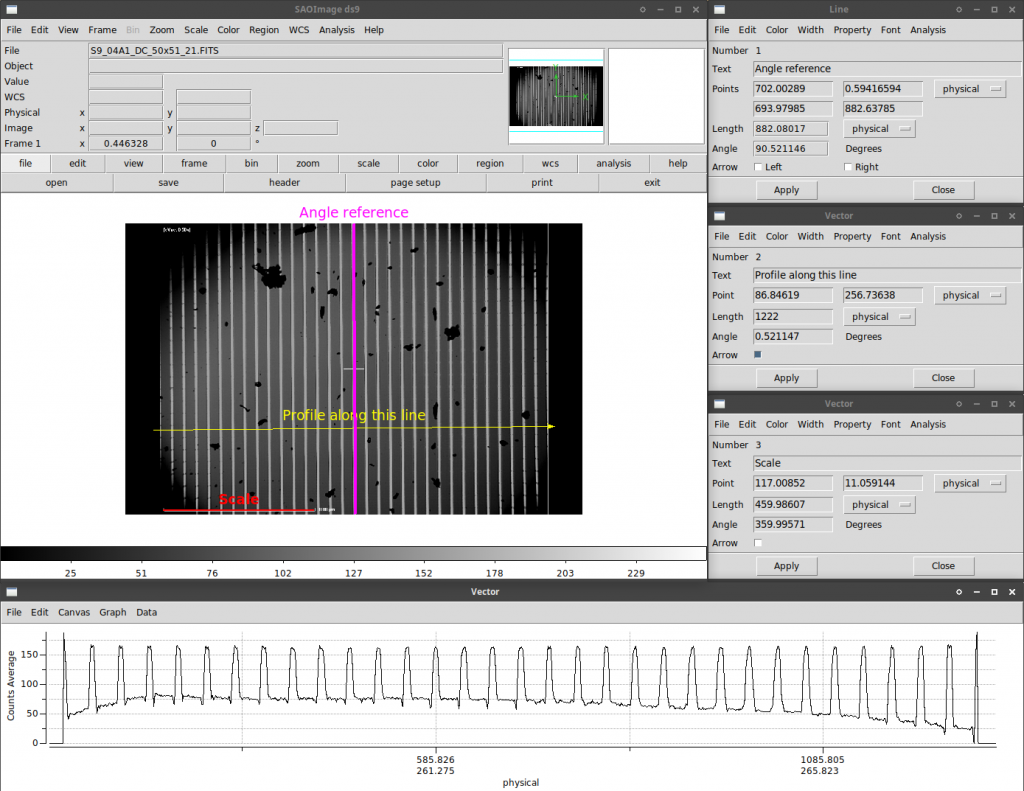 SAOImage ds9
File Edit View Frame Bin Zoom Scale Color Region WCS Analysis Help
File S9_04A1_DC_50x51_21.FITS
Object
Value
WCS
Physical x y
Image x y z
Frame 1 x 0.446328 0 °
file edit view frame bin zoom scale color region wcs analysis help
open save header page setup print exit
Angle reference
Profile along this line
Scale
25 51 76 102 127 152 178 203 229
Line
File Edit Color Width Property Font Analysis
Number 1
Text Angle reference
Points 702.00289 0.59416594 physical
693.97985 882.63785
Length 882.08017 physical
Angle 90.521146 Degrees
Arrow Left Right
Apply Close
Vector
File Edit Color Width Property Font Analysis
Number 2
Text Profile along this line
Point 86.84619 256.73638 physical
Length 1222 physical
Angle 0.521147 Degrees
Arrow
Apply Close
Vector
File Edit Color Width Property Font Analysis
Number 3
Text Scale
Point 117.00852 11.059144 physical
Length 459.98607 physical
Angle 359.99571 Degrees
Arrow
Apply Close
Vector
File Edit Canvas Graph Data
Counts Average
150
100
50
0
585.826 1085.805
261.275 265.823
physical